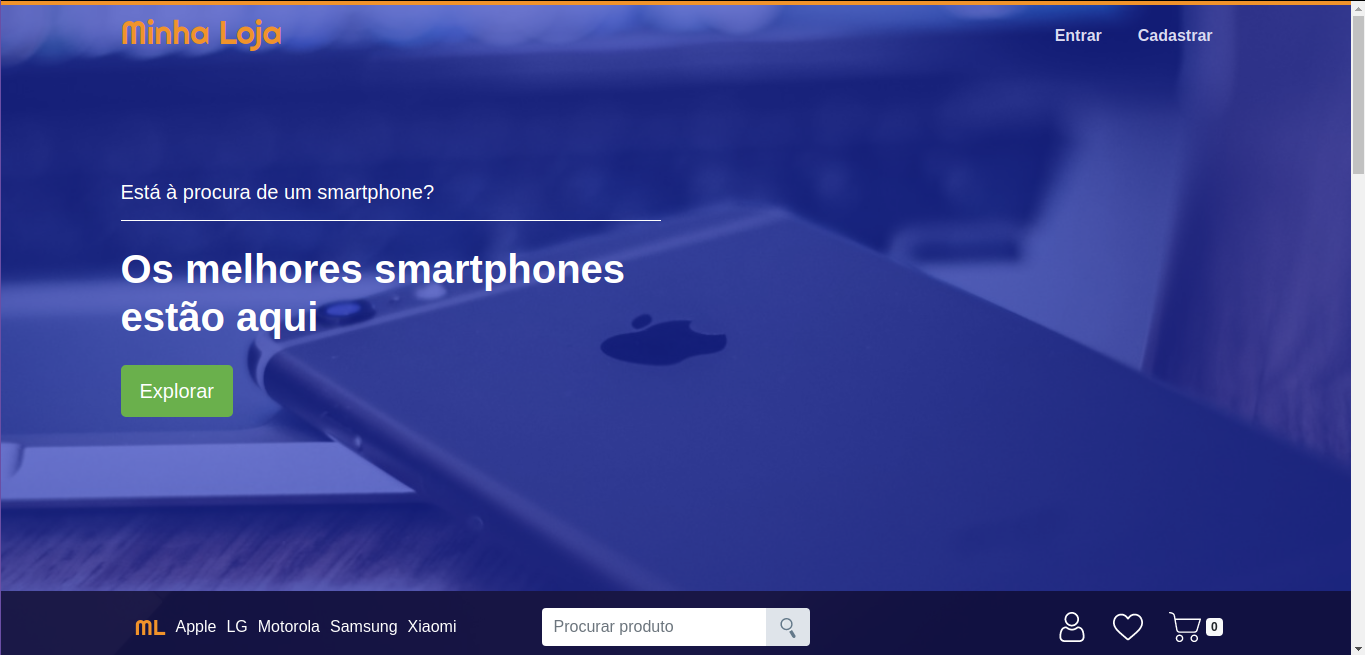 Minha Loja
Entrar Cadastrar
Está à procura de um smartphone?
Os melhores smartphones
estão aqui
Explorar
ML Apple LG Motorola Samsung Xiaomi Procurar produto 0